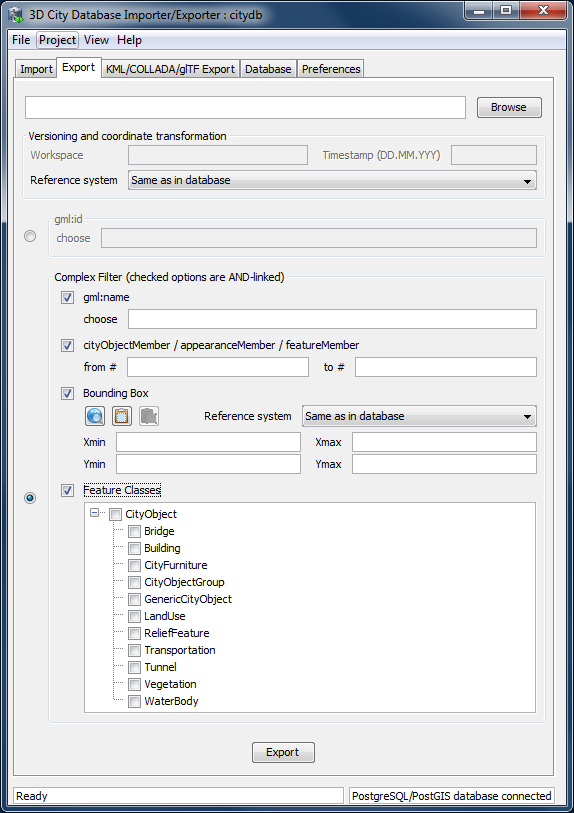 3D City Database Importer/Exporter : citydb
File Project View Help
Import Export KML/COLLADA/glTF Export Database Preferences
Browse
Versioning and coordinate transformation
Workspace Timestamp (DD.MM.YYY)
Reference system Same as in database
gml:id
choose
Complex Filter (checked options are AND-linked)
gml:name
choose
cityObjectMember / appearanceMember / featureMember
from # to #
Bounding Box
Reference system Same as in database
Xmin Xmax
Ymin Ymax
Feature Classes
CityObject
Bridge
Building
CityFurniture
CityObjectGroup
GenericCityObject
LandUse
ReliefFeature
Transportation
Tunnel
Vegetation
WaterBody
Export
Ready PostgreSQL/PostGIS database connected